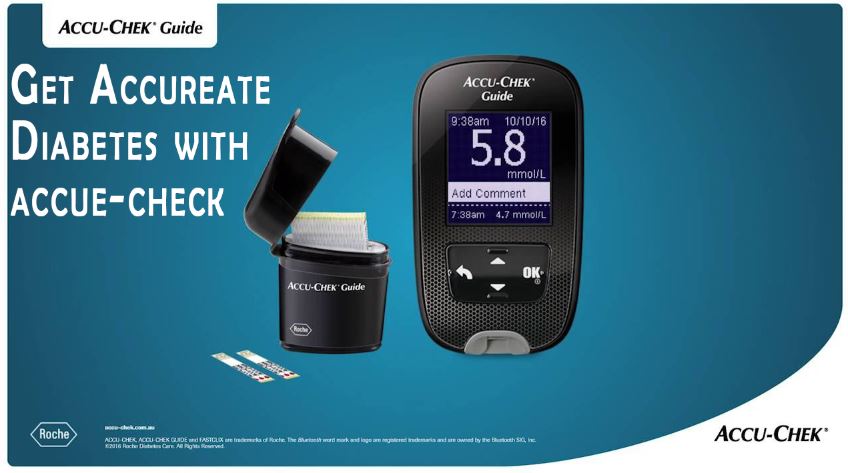 ACCU-CHEK® Guide
GET ACCUREATE
DIABETES WITH
ACCUE-CHECK
ACCU-CHEK®
Guide
9:38am 10/10/16
5.8
mmol/L
Add Comment
7:38am 4.7 mmol/L
OK
ACCU-CHEK® Guide
Roche
Roche
accu-chek.com.au
ACCU-CHEK, ACCU-CHEK GUIDE and FASTCLIX are trademarks of Roche. The Bluetooth word mark and logo are registered trademarks and are owned by the Bluetooth SIG, Inc.
©2016 Roche Diabetes Care. All Rights Reserved.
ACCU-CHEK®